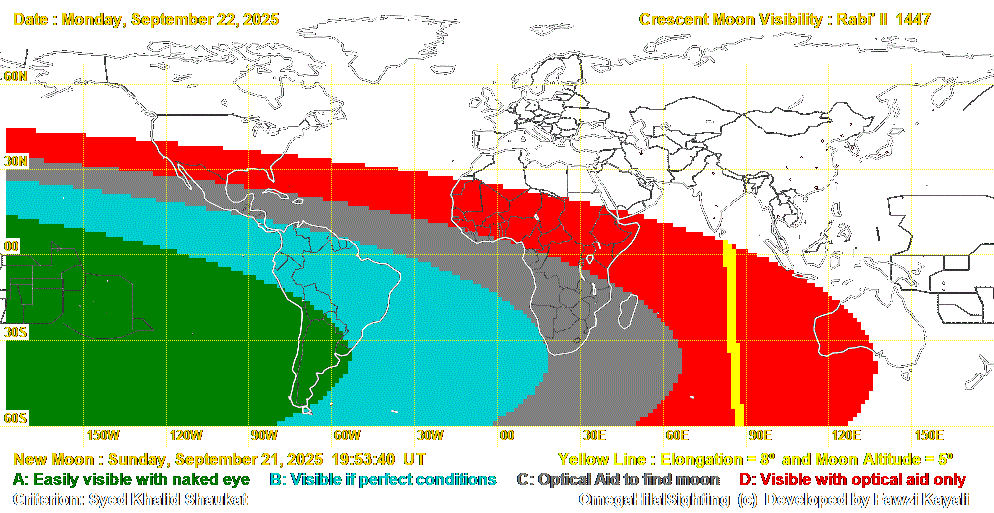 Date : Monday, September 22, 2025 Crescent Moon Visibility : Rabi' II 1447
60N
30N
00
30S
60S
150W 120W 90W 60W 30W 00 30E 60E 90E 120E 150E
New Moon : Sunday, September 21, 2025 19:53:40 UT Yellow Line : Elongation = 8° and Moon Altitude = 5°
A: Easily visible with naked eye B: Visible if perfect conditions C: Optical Aid to find moon D: Visible with optical aid only
Criterion: Syed Khalid Shaukat OmegaHilalSighting (c) Developed by Fawzi Kayali